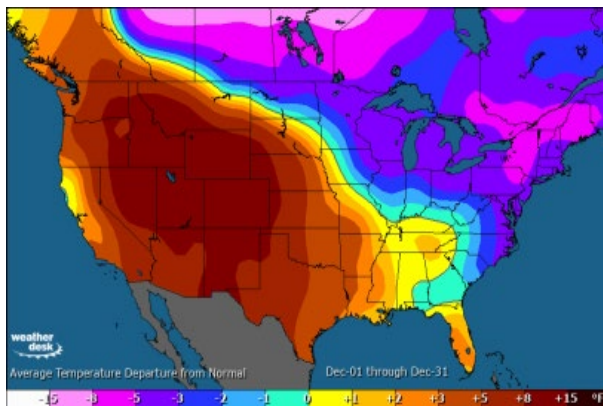 weather
desk
Average Temperature Departure from Normal
Dec-01 through Dec-31
-15 -8 -5 -3 -2 -1 0 +1 +2 +3 +5 +8 +15 °F